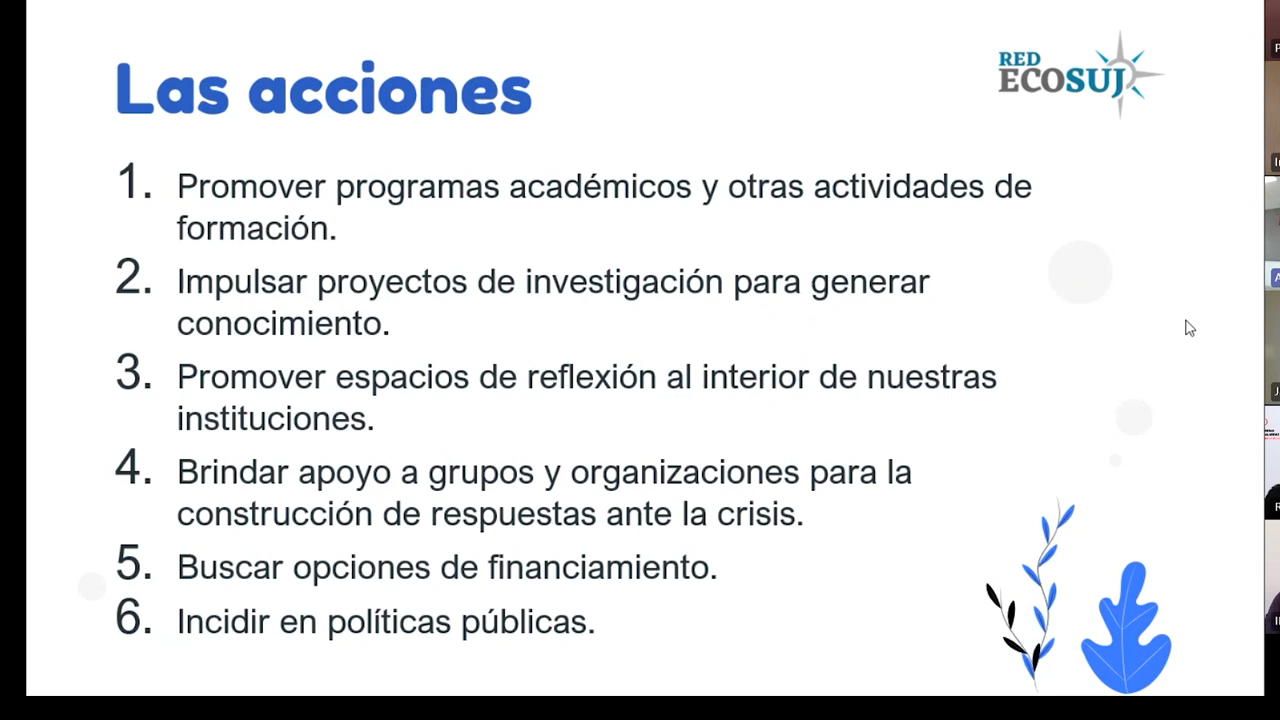 Las acciones
RED
ECOSUJ
1. Promover programas académicos y otras actividades de
formación.
2. Impulsar proyectos de investigación para generar
conocimiento.
3. Promover espacios de reflexión al interior de nuestras
instituciones.
4. Brindar apoyo a grupos y organizaciones para la
construcción de respuestas ante la crisis.
5. Buscar opciones de financiamiento.
6. Incidir en políticas públicas.